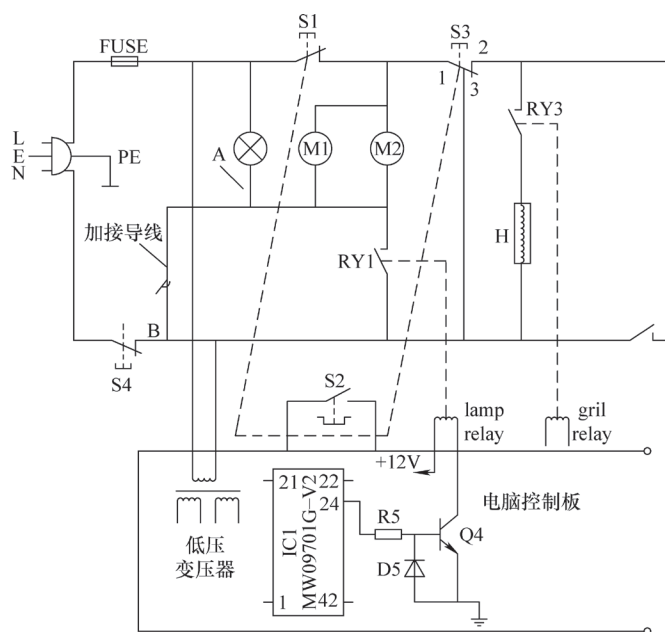 S1
S3
FUSE
2
1
3
RY3
L
E
N
PE
A
M1
M2
H
加接导线
RY1
B
S4
S2
lamp
relay
gril
relay
+12V
21
22
24
IC1
MW09701G-V2
1
42
R5
Q4
D5
电脑控制板
低压
变压器